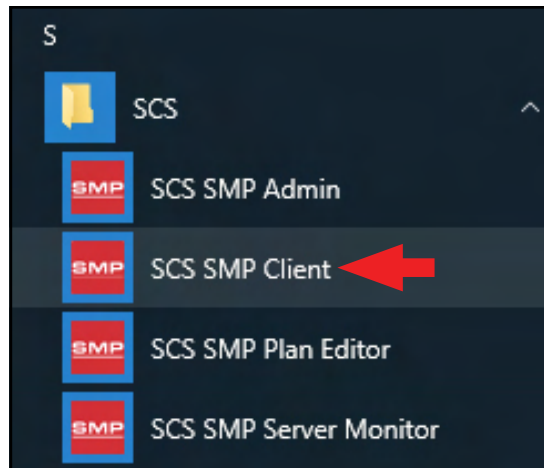 S
SCS
SMP SCS SMP Admin
SMP SCS SMP Client
SMP SCS SMP Plan Editor
SMP SCS SMP Server Monitor